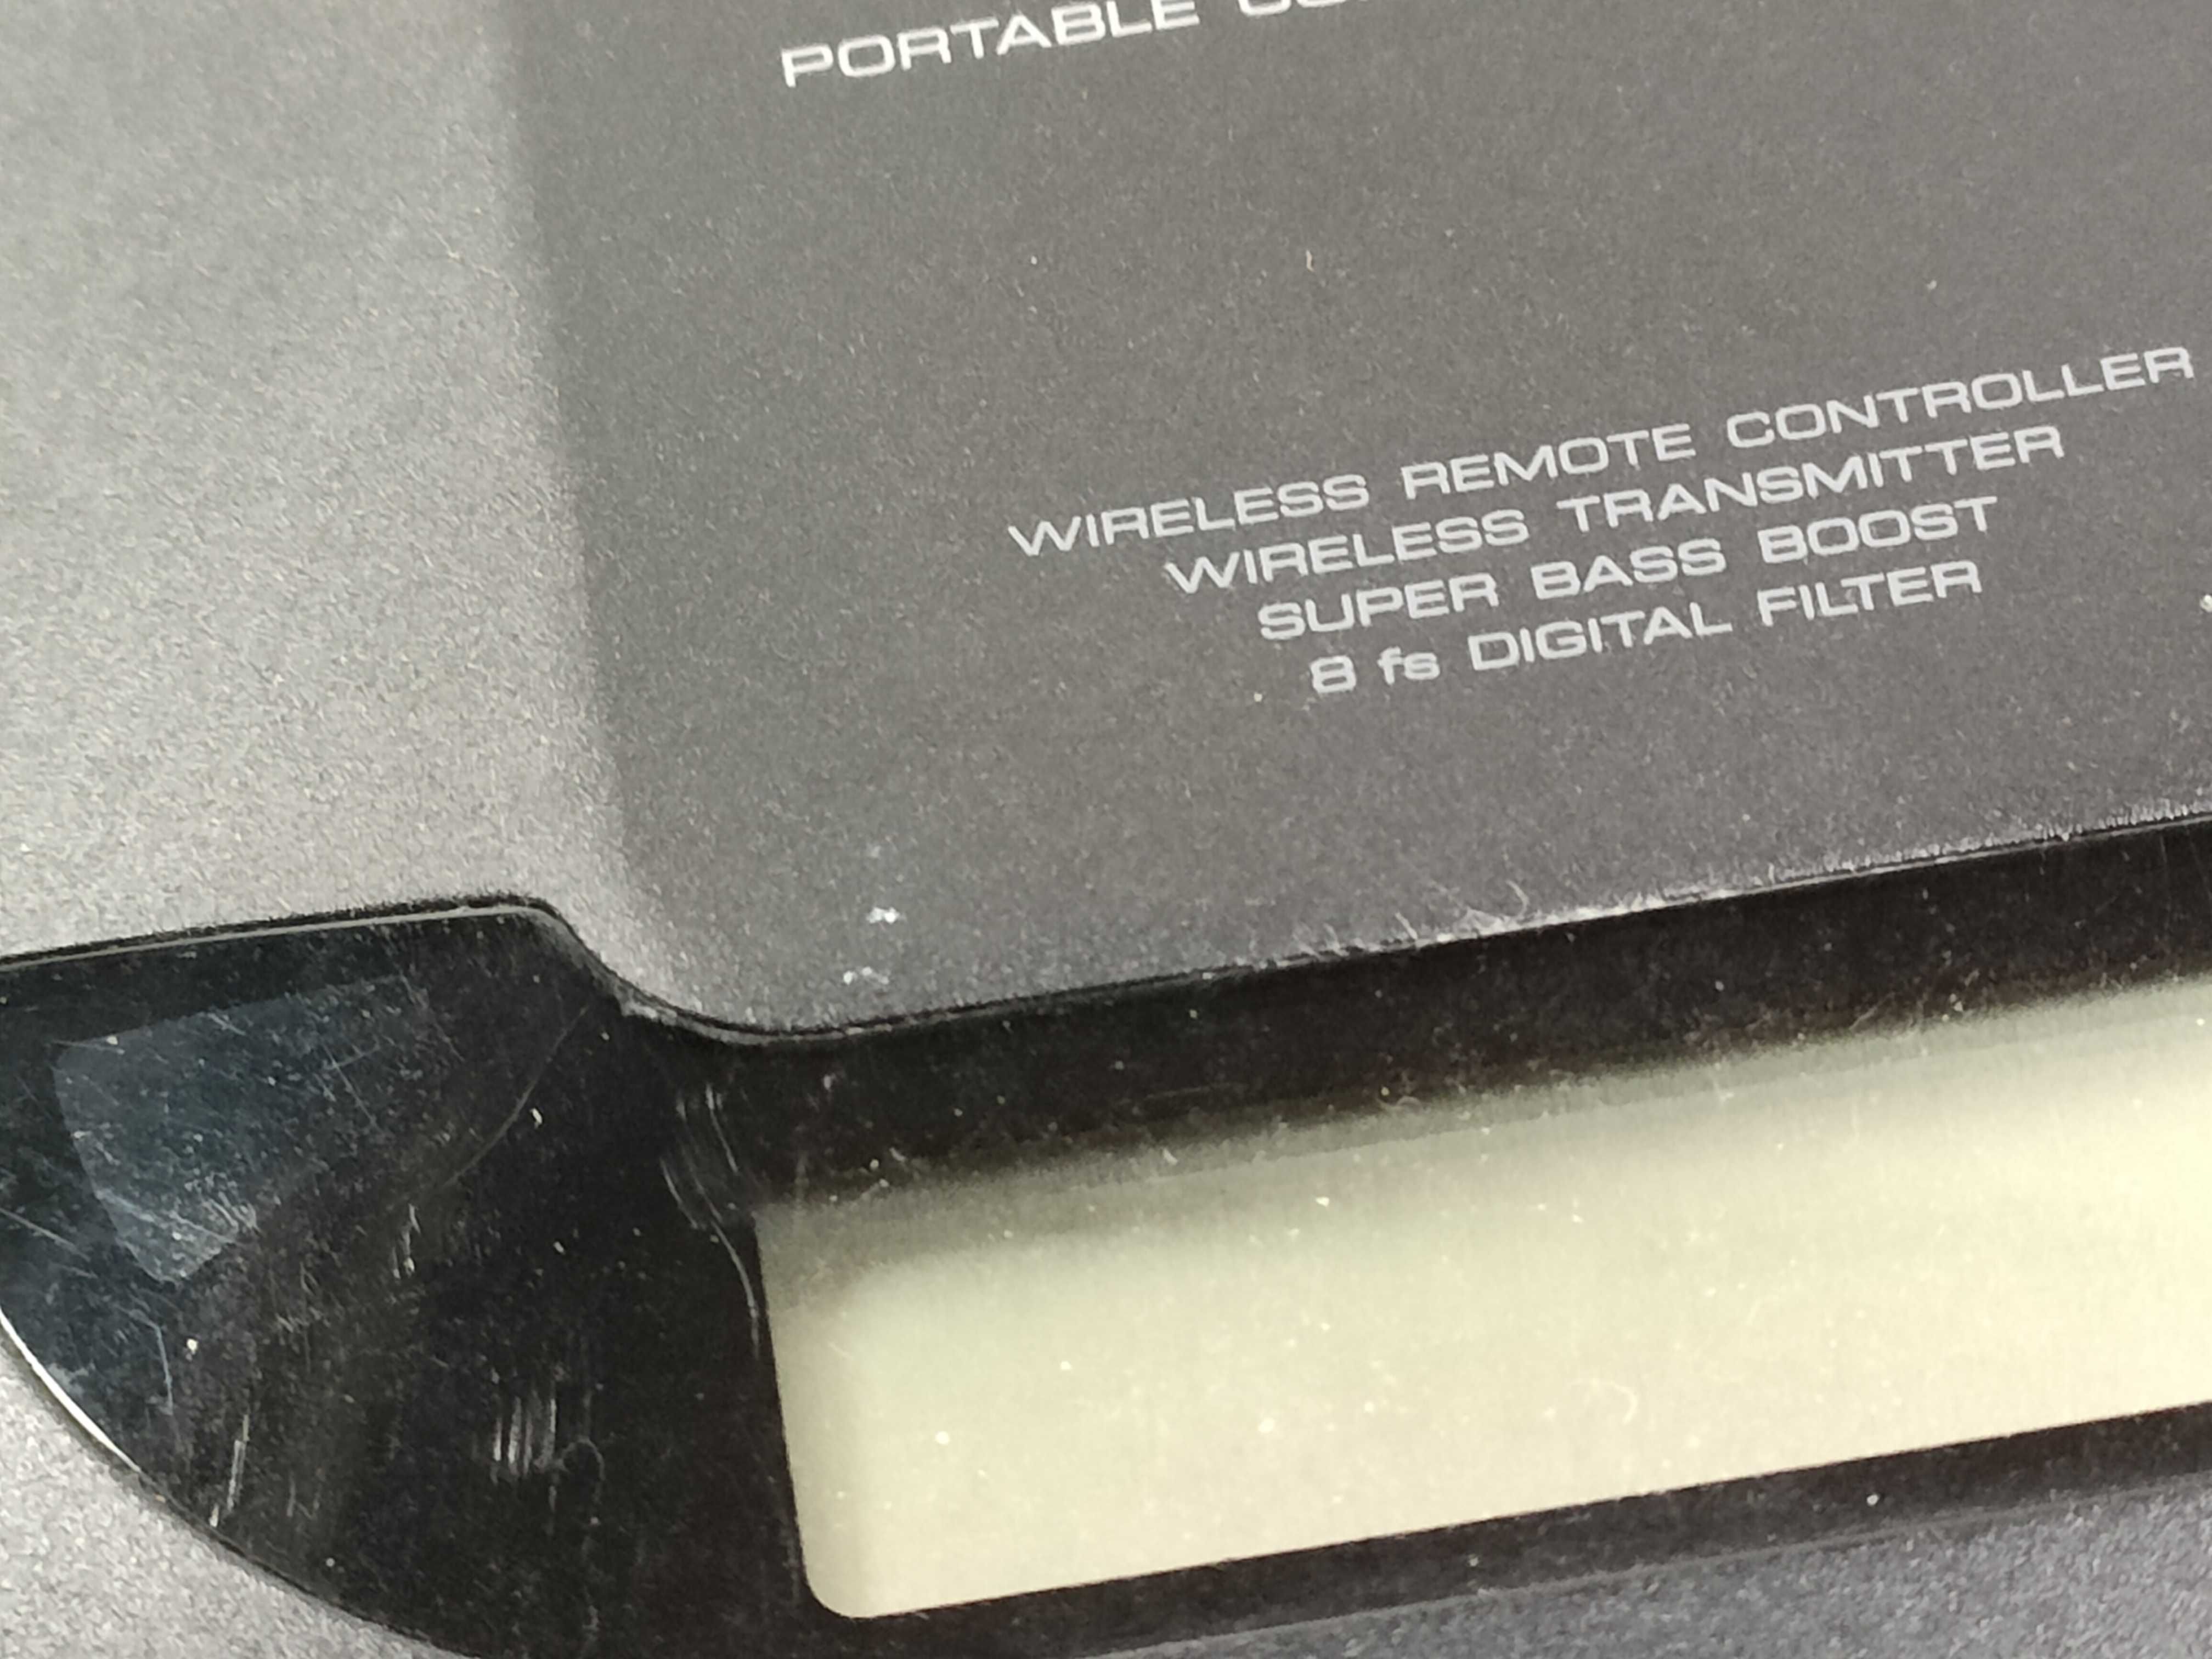 PORTABLE
WIRELESS REMOTE CONTROLLER
WIRELESS TRANSMITTER
SUPER BASS BOOST
8 fs DIGITAL FILTER